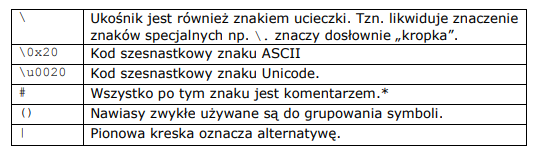 \ Ukośnik jest również znakiem ucieczki. Tzn. likwiduje znaczenie
znaków specjalnych np. \. znaczy dosłownie „kropka”.
\0x20 Kod szesnastkowy znaku ASCII
\u0020 Kod szesnastkowy znaku Unicode.
# Wszystko po tym znaku jest komentarzem.*
() Nawiasy zwykłe używane są do grupowania symboli.
| Pionowa kreska oznacza alternatywę.